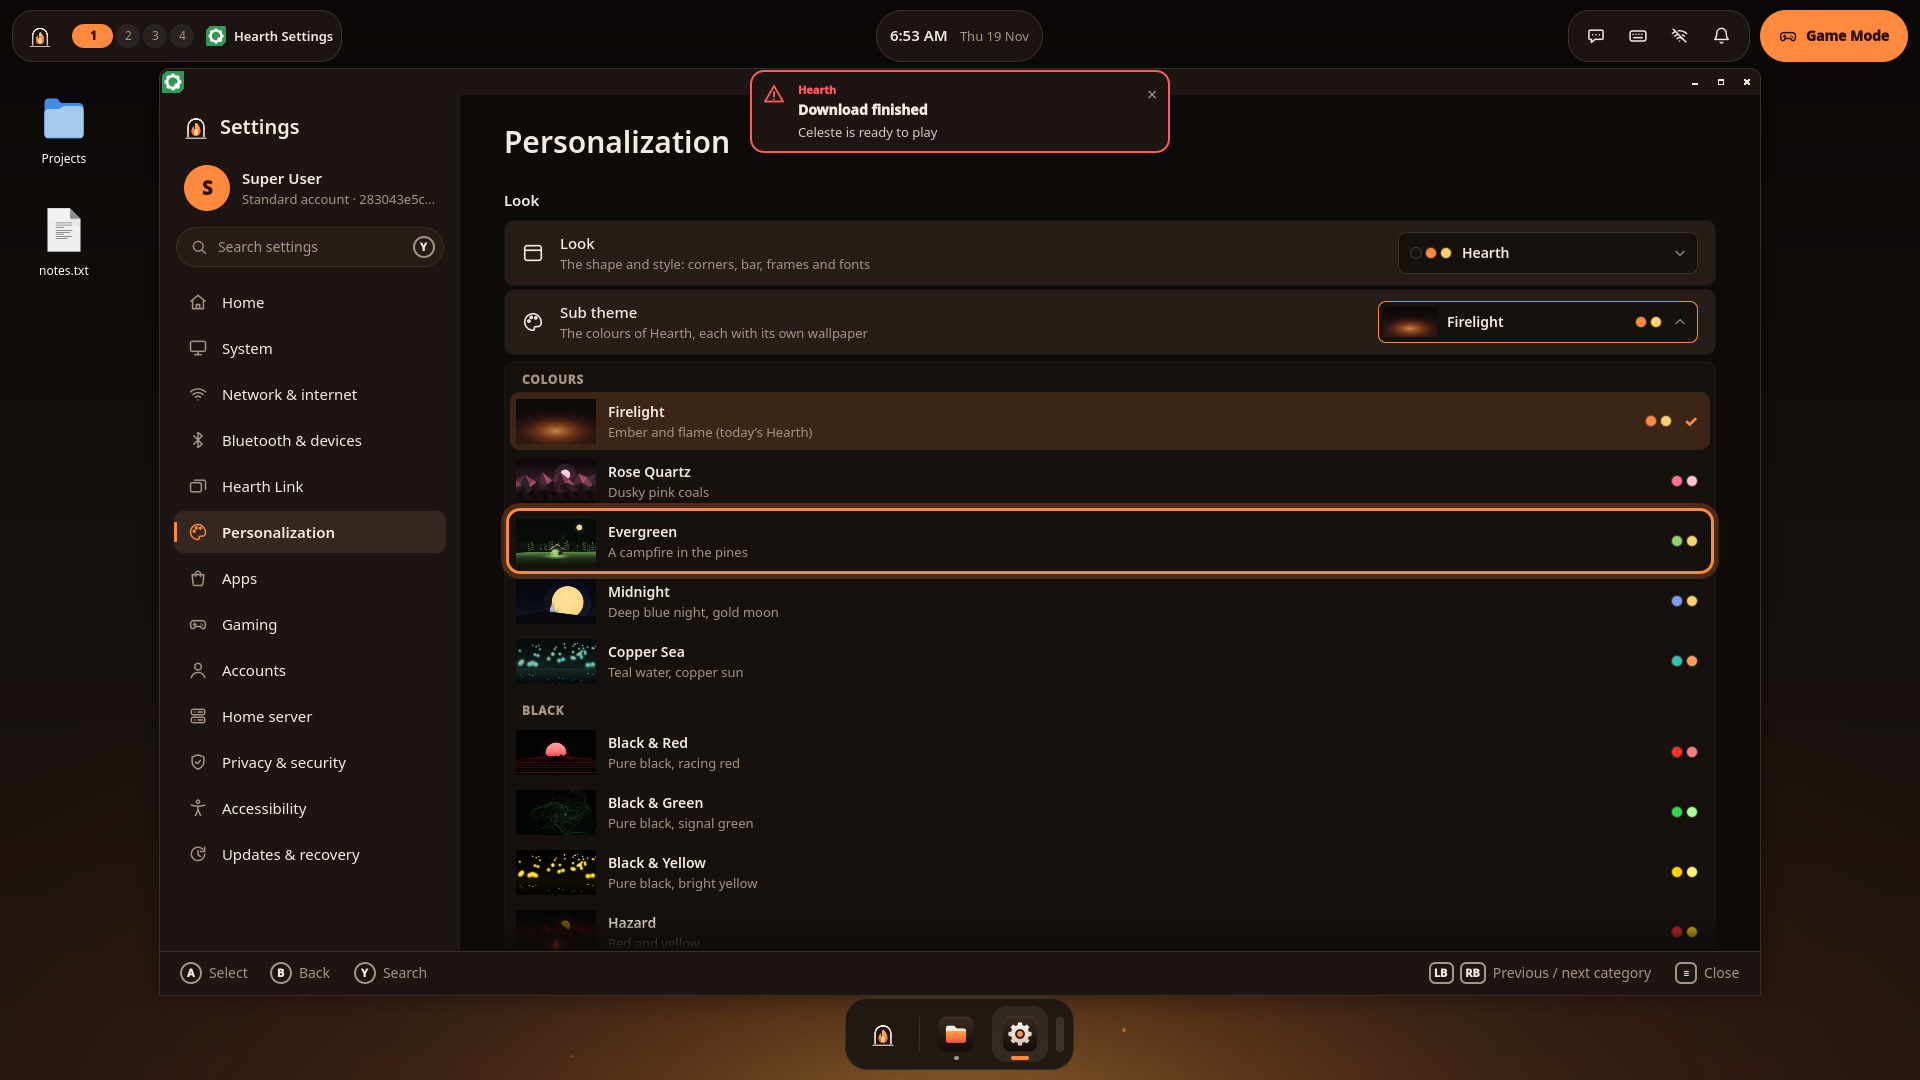 1 2 3 4 Hearth Settings
6:53 AM Thu 19 Nov
Game Mode
Projects
notes.txt
Hearth
Download finished
Celeste is ready to play
Settings
S
Super User
Standard account · 283043e5c...
Search settings Y
Home
System
Network & internet
Bluetooth & devices
Hearth Link
Personalization
Apps
Gaming
Accounts
Home server
Privacy & security
Accessibility
Updates & recovery
Personalization
Look
Look
The shape and style: corners, bar, frames and fonts
Hearth
Sub theme
The colours of Hearth, each with its own wallpaper
Firelight
COLOURS
Firelight
Ember and flame (today's Hearth)
Rose Quartz
Dusky pink coals
Evergreen
A campfire in the pines
Midnight
Deep blue night, gold moon
Copper Sea
Teal water, copper sun
BLACK
Black & Red
Pure black, racing red
Black & Green
Pure black, signal green
Black & Yellow
Pure black, bright yellow
Hazard
Red and yellow
A Select B Back Y Search
LB RB Previous / next category Close